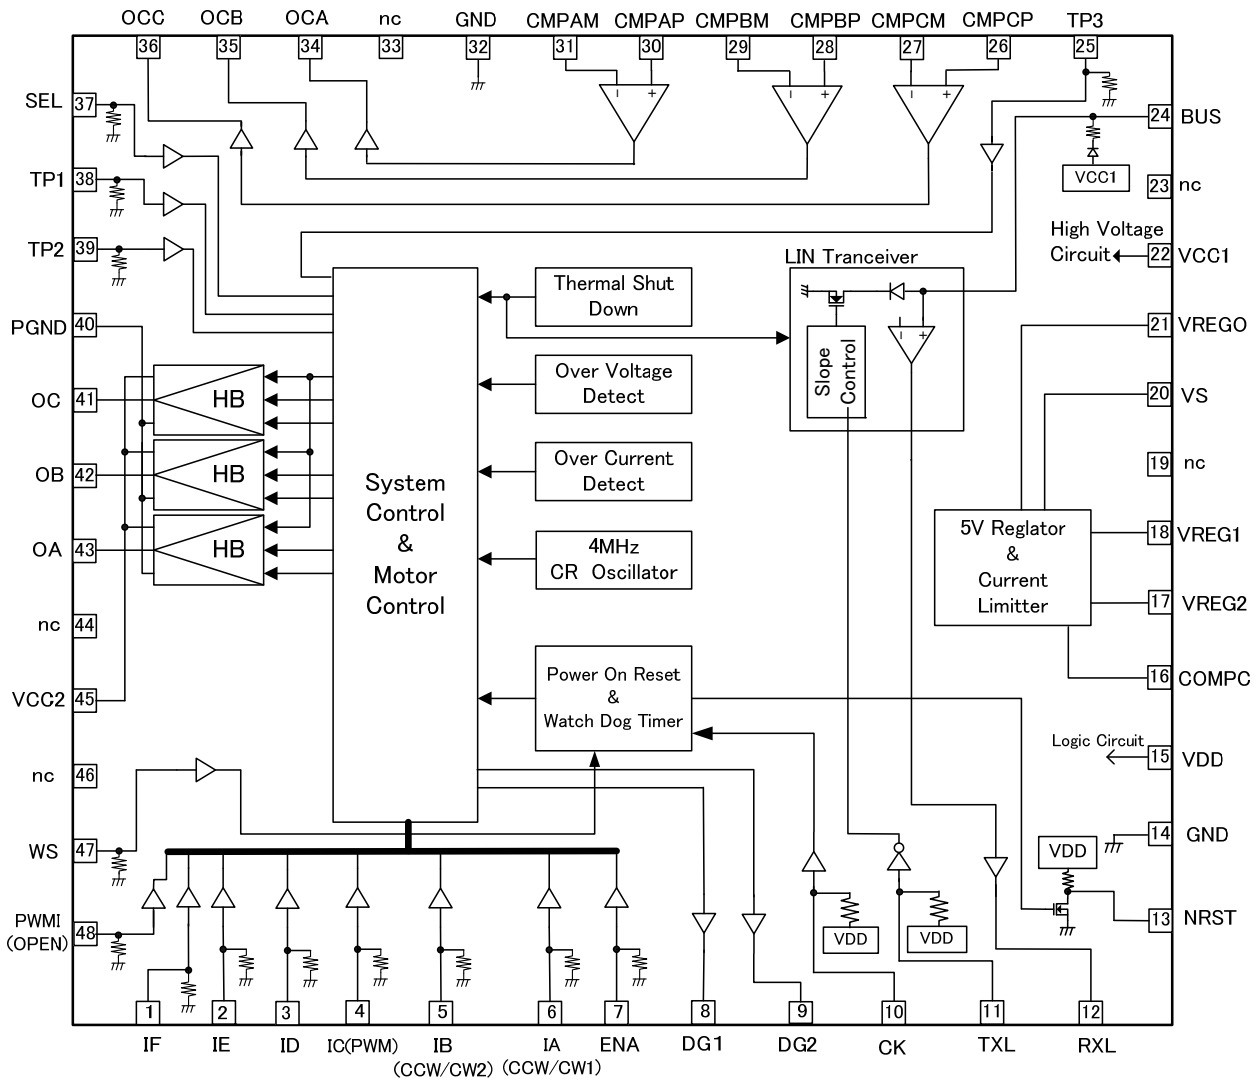 OCC OCB OCA nc GND CMPAM CMPAP CMPBM CMPBP CMPCM CMPCP TP3
36 35 34 33 32 31 30 29 28 27 26 25
− + − + − +
SEL 37
24 BUS
VCC1
TP1 38
23 nc
TP2 39
High Voltage
Circuit 22 VCC1
LIN Tranceiver
Thermal Shut
Down
− +
PGND 40
21 VREGO
Slope
Control
Over Voltage
Detect
OC 41 HB
20 VS
OB 42 HB
19 nc
Over Current
Detect
System
Control
&
Motor
Control
OA 43 HB
4MHz
CR Oscillator
5V Reglator
&
Current
Limitter
18 VREG1
17 VREG2
nc 44
16 COMPC
VCC2 45
Power On Reset
&
Watch Dog Timer
Logic Circuit
15 VDD
nc 46
14 GND
WS 47
VDD
13 NRST
PWMI
(OPEN) 48
VDD VDD
1 2 3 4 5 6 7 8 9 10 11 12
IF IE ID IC(PWM) IB IA ENA DG1 DG2 CK TXL RXL
(CCW/CW2) (CCW/CW1)